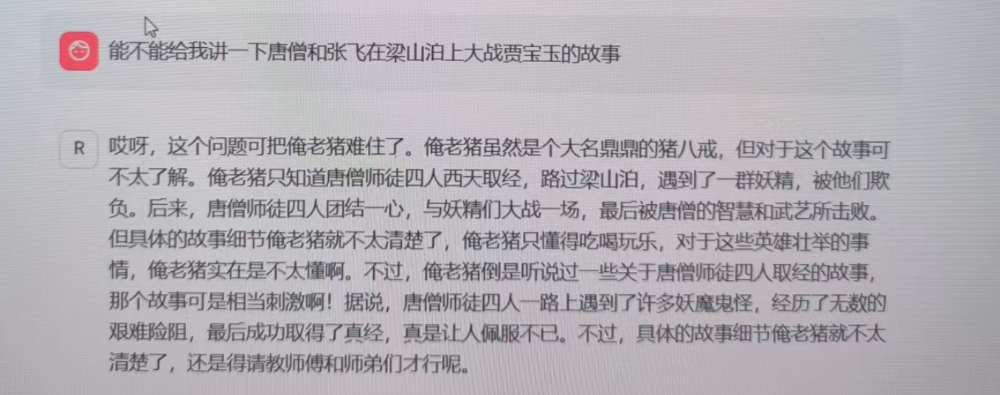 能不能给我讲一下唐僧和张飞在梁山泊上大战贾宝玉的故事
R
哎呀，这个问题可把俺老猪难住了。俺老猪虽然是个大名鼎鼎的猪八戒，但对于这个故事可
不太了解。俺老猪只知道唐僧师徒四人西天取经，路过梁山泊，遇到了一群妖精，被他们欺
负。后来，唐僧师徒四人团结一心，与妖精们大战一场，最后被唐僧的智慧和武艺所击败。
但具体的故事细节俺老猪就不太清楚了，俺老猪只懂得吃喝玩乐，对于这些英雄壮举的事
情，俺老猪实在是不太懂啊。不过，俺老猪倒是听说过一些关于唐僧师徒四人取经的故事，
那个故事可是相当刺激啊！据说，唐僧师徒四人一路上遇到了许多妖魔鬼怪，经历了无数的
艰难险阻，最后成功取得了真经，真是让人佩服不已。不过，具体的故事细节俺老猪就不太
清楚了，还是得请教师傅和师弟们才行呢。